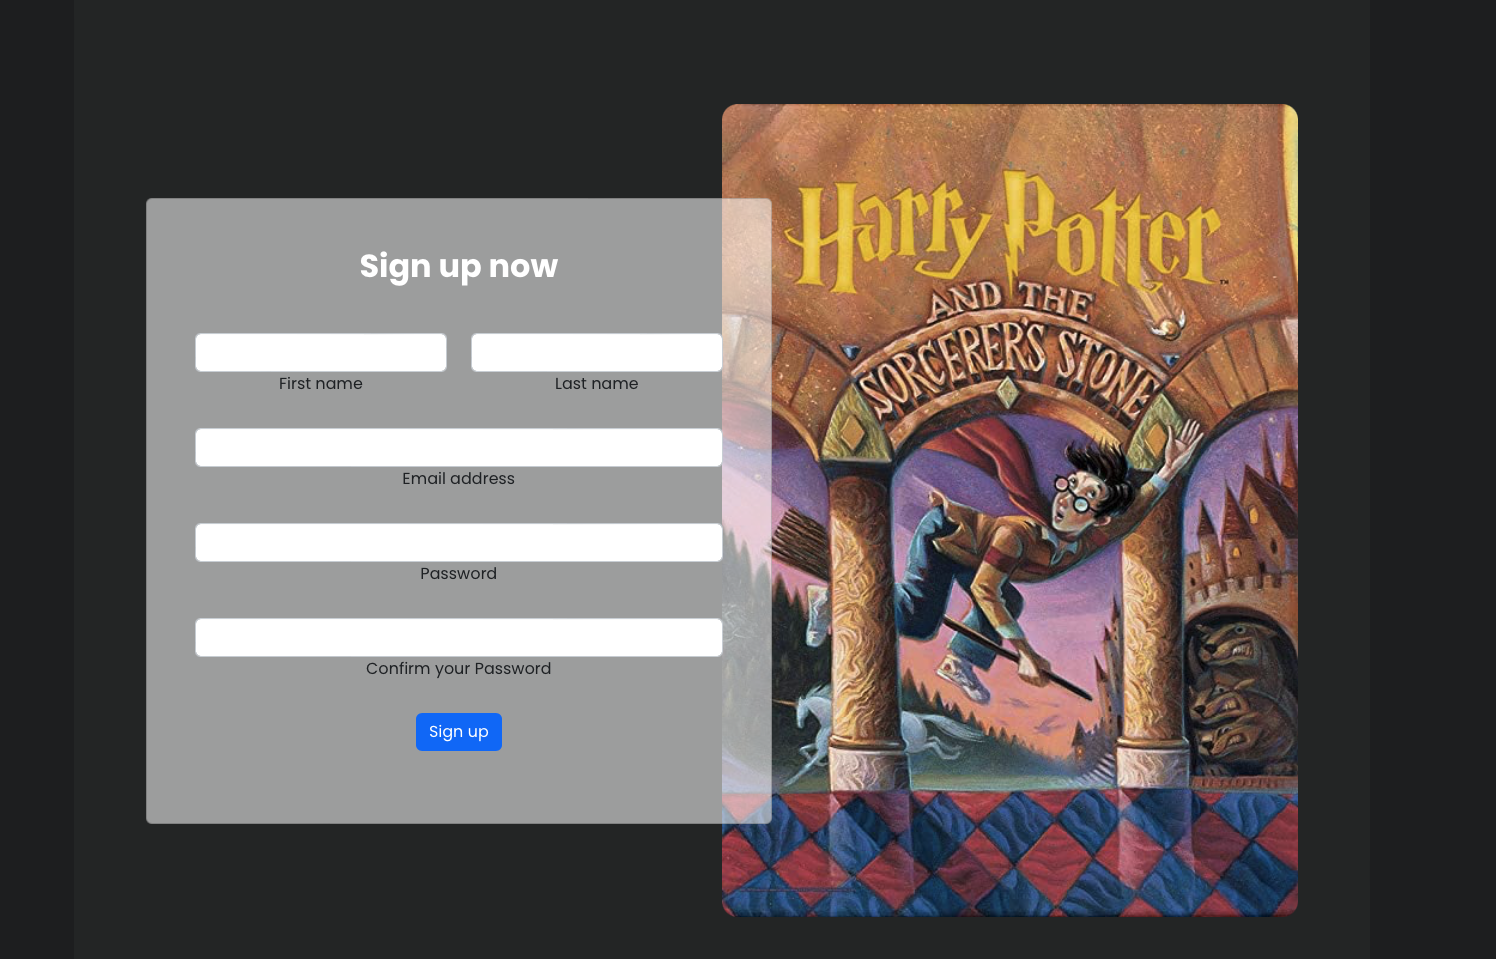 Sign up now
First name
Last name
Email address
Password
Confirm your Password
Sign up
Harry Potter™
AND THE
SORCERER'S STONE